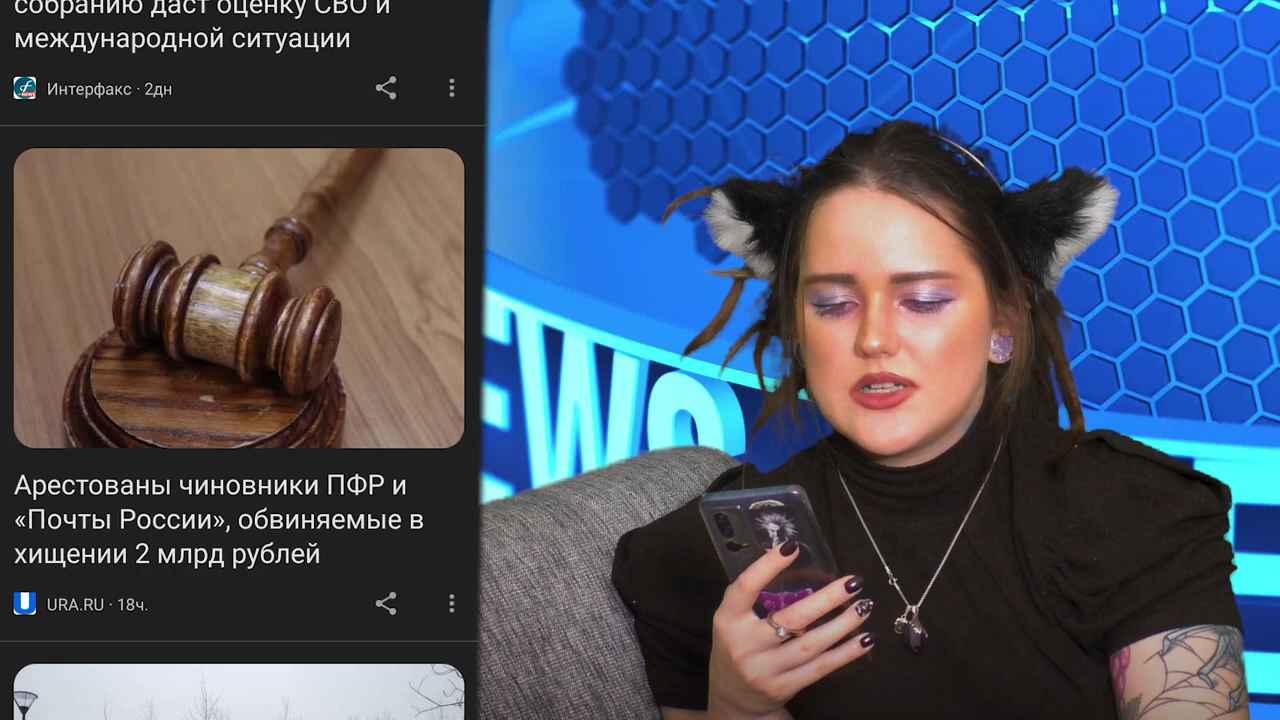 собранию даст оценку СВО и
международной ситуации
Интерфакс · 2дн
Арестованы чиновники ПФР и
«Почты России», обвиняемые в
хищении 2 млрд рублей
URA.RU · 18ч.
EWS